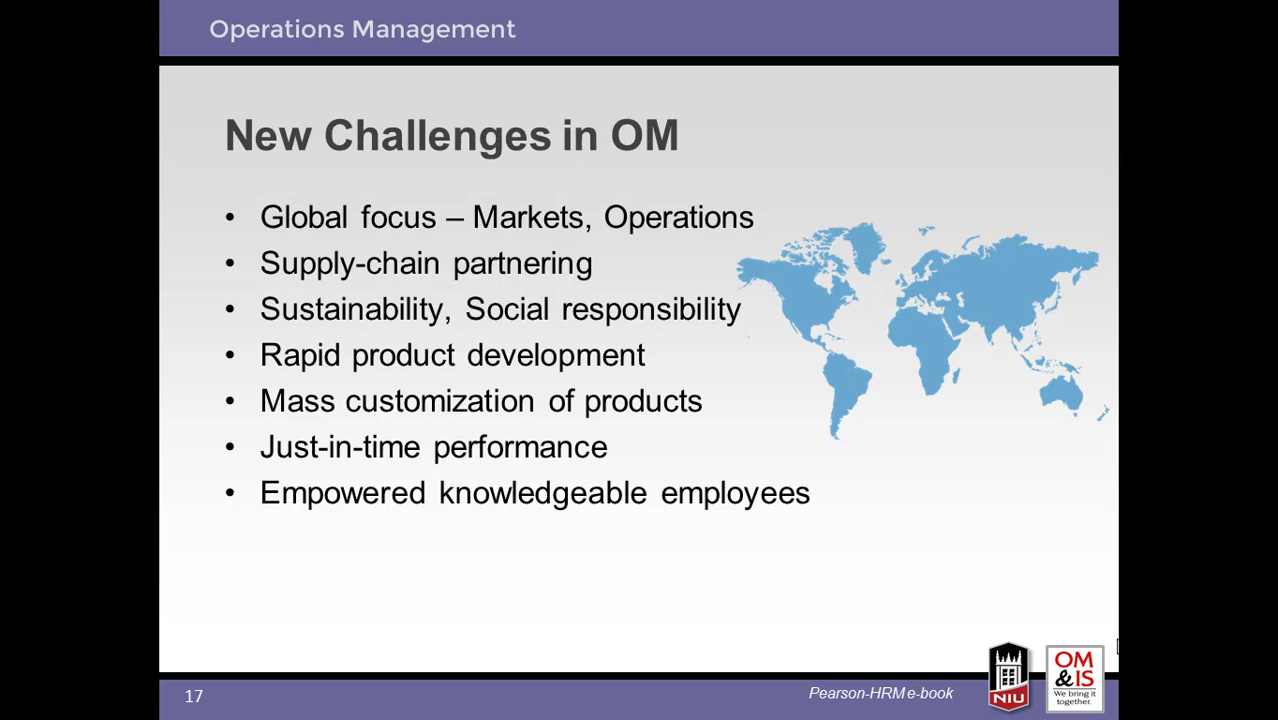 Operations Management
New Challenges in OM
• Global focus – Markets, Operations
• Supply-chain partnering
• Sustainability, Social responsibility
• Rapid product development
• Mass customization of products
• Just-in-time performance
• Empowered knowledgeable employees
17
Pearson-HRM e-book
NIU
OM
&IS
We bring it
together.